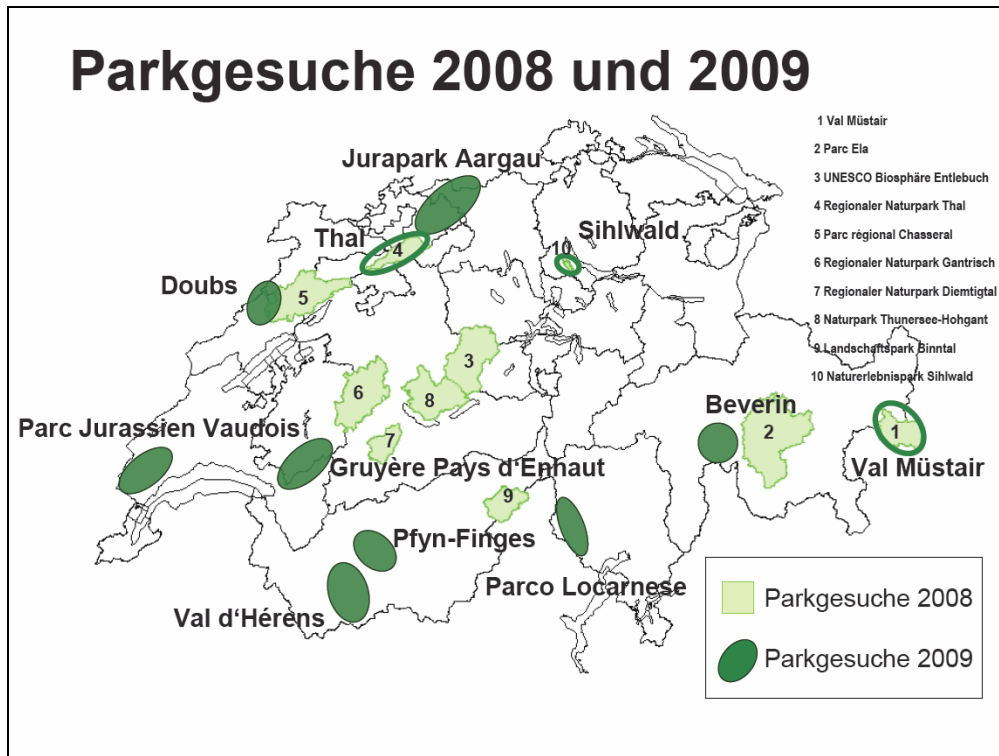 Parkgesuche 2008 und 2009
1 Val Müstair
2 Parc Ela
3 UNESCO Biosphäre Entlebuch
4 Regionaler Naturpark Thal
5 Parc régional Chasseral
6 Regionaler Naturpark Gantrisch
7 Regionaler Naturpark Diemtigtal
8 Naturpark Thunersee-Hohgant
9 Landschaftspark Binntal
10 Naturerlebnispark Sihlwald
Jurapark Aargau
Thal
4
Sihlwald
10
Doubs
5
3
6
8
Beverin
2
1
Parc Jurassien Vaudois
7
Gruyère Pays d'Enhaut
Val Müstair
9
Pfyn-Finges
Parco Locarnese
Val d'Hérens
Parkgesuche 2008
Parkgesuche 2009